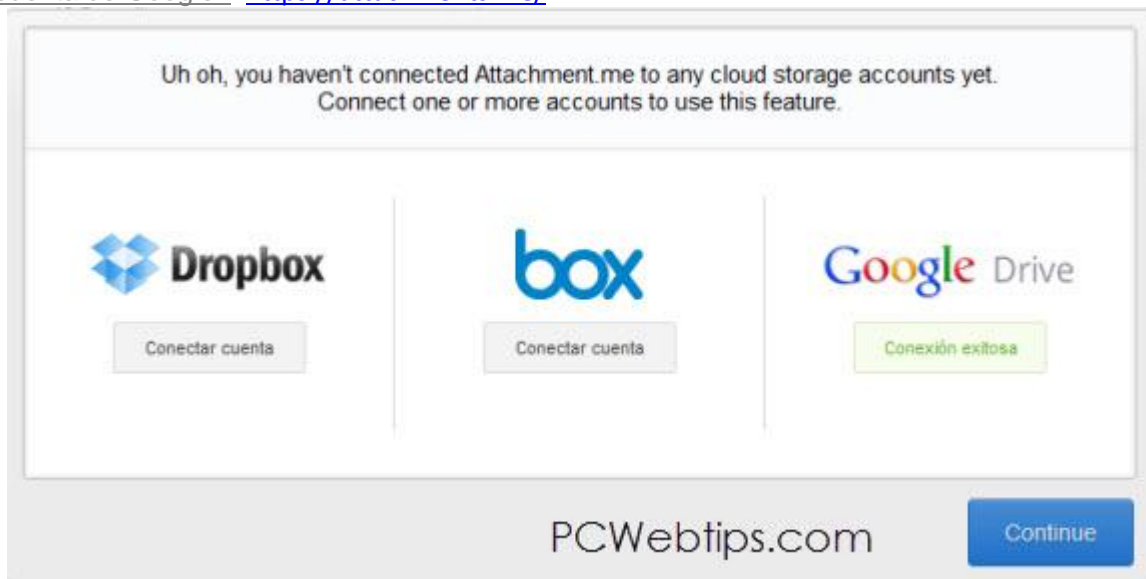 Uh oh, you haven't connected Attachment.me to any cloud storage accounts yet.
Connect one or more accounts to use this feature.
Dropbox
box
Google Drive
Conectar cuenta
Conectar cuenta
Conexión exitosa
PCWebtips.com
Continue